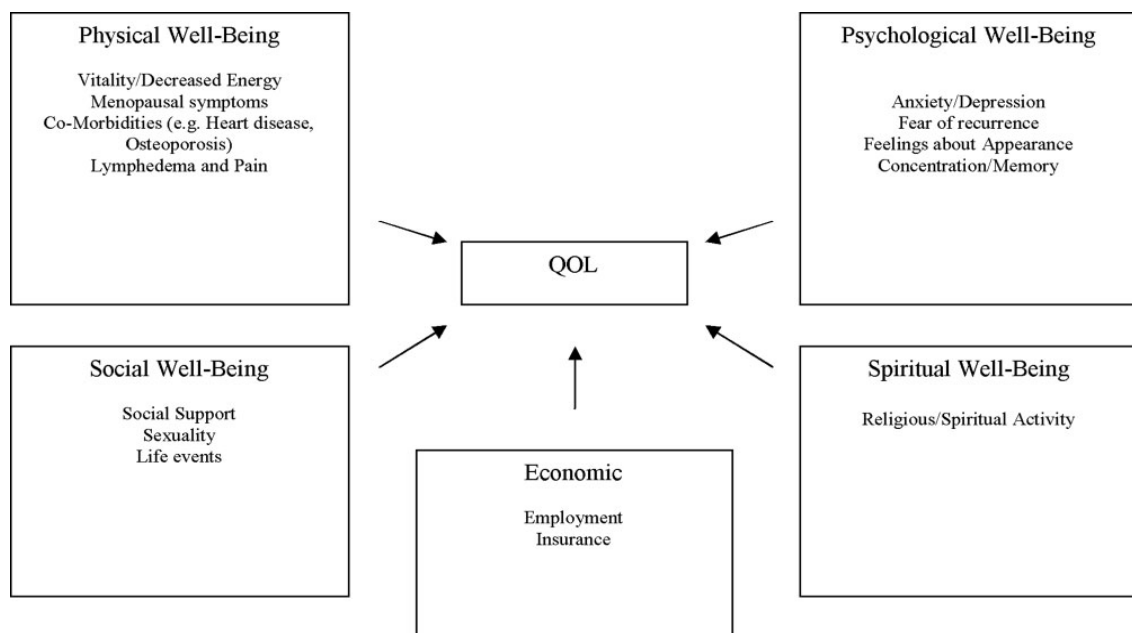 Physical Well-Being
Vitality/Decreased Energy
Menopausal symptoms
Co-Morbidities (e.g. Heart disease,
Osteoporosis)
Lymphedema and Pain
Psychological Well-Being
Anxiety/Depression
Fear of recurrence
Feelings about Appearance
Concentration/Memory
QOL
Social Well-Being
Social Support
Sexuality
Life events
Economic
Employment
Insurance
Spiritual Well-Being
Religious/Spiritual Activity